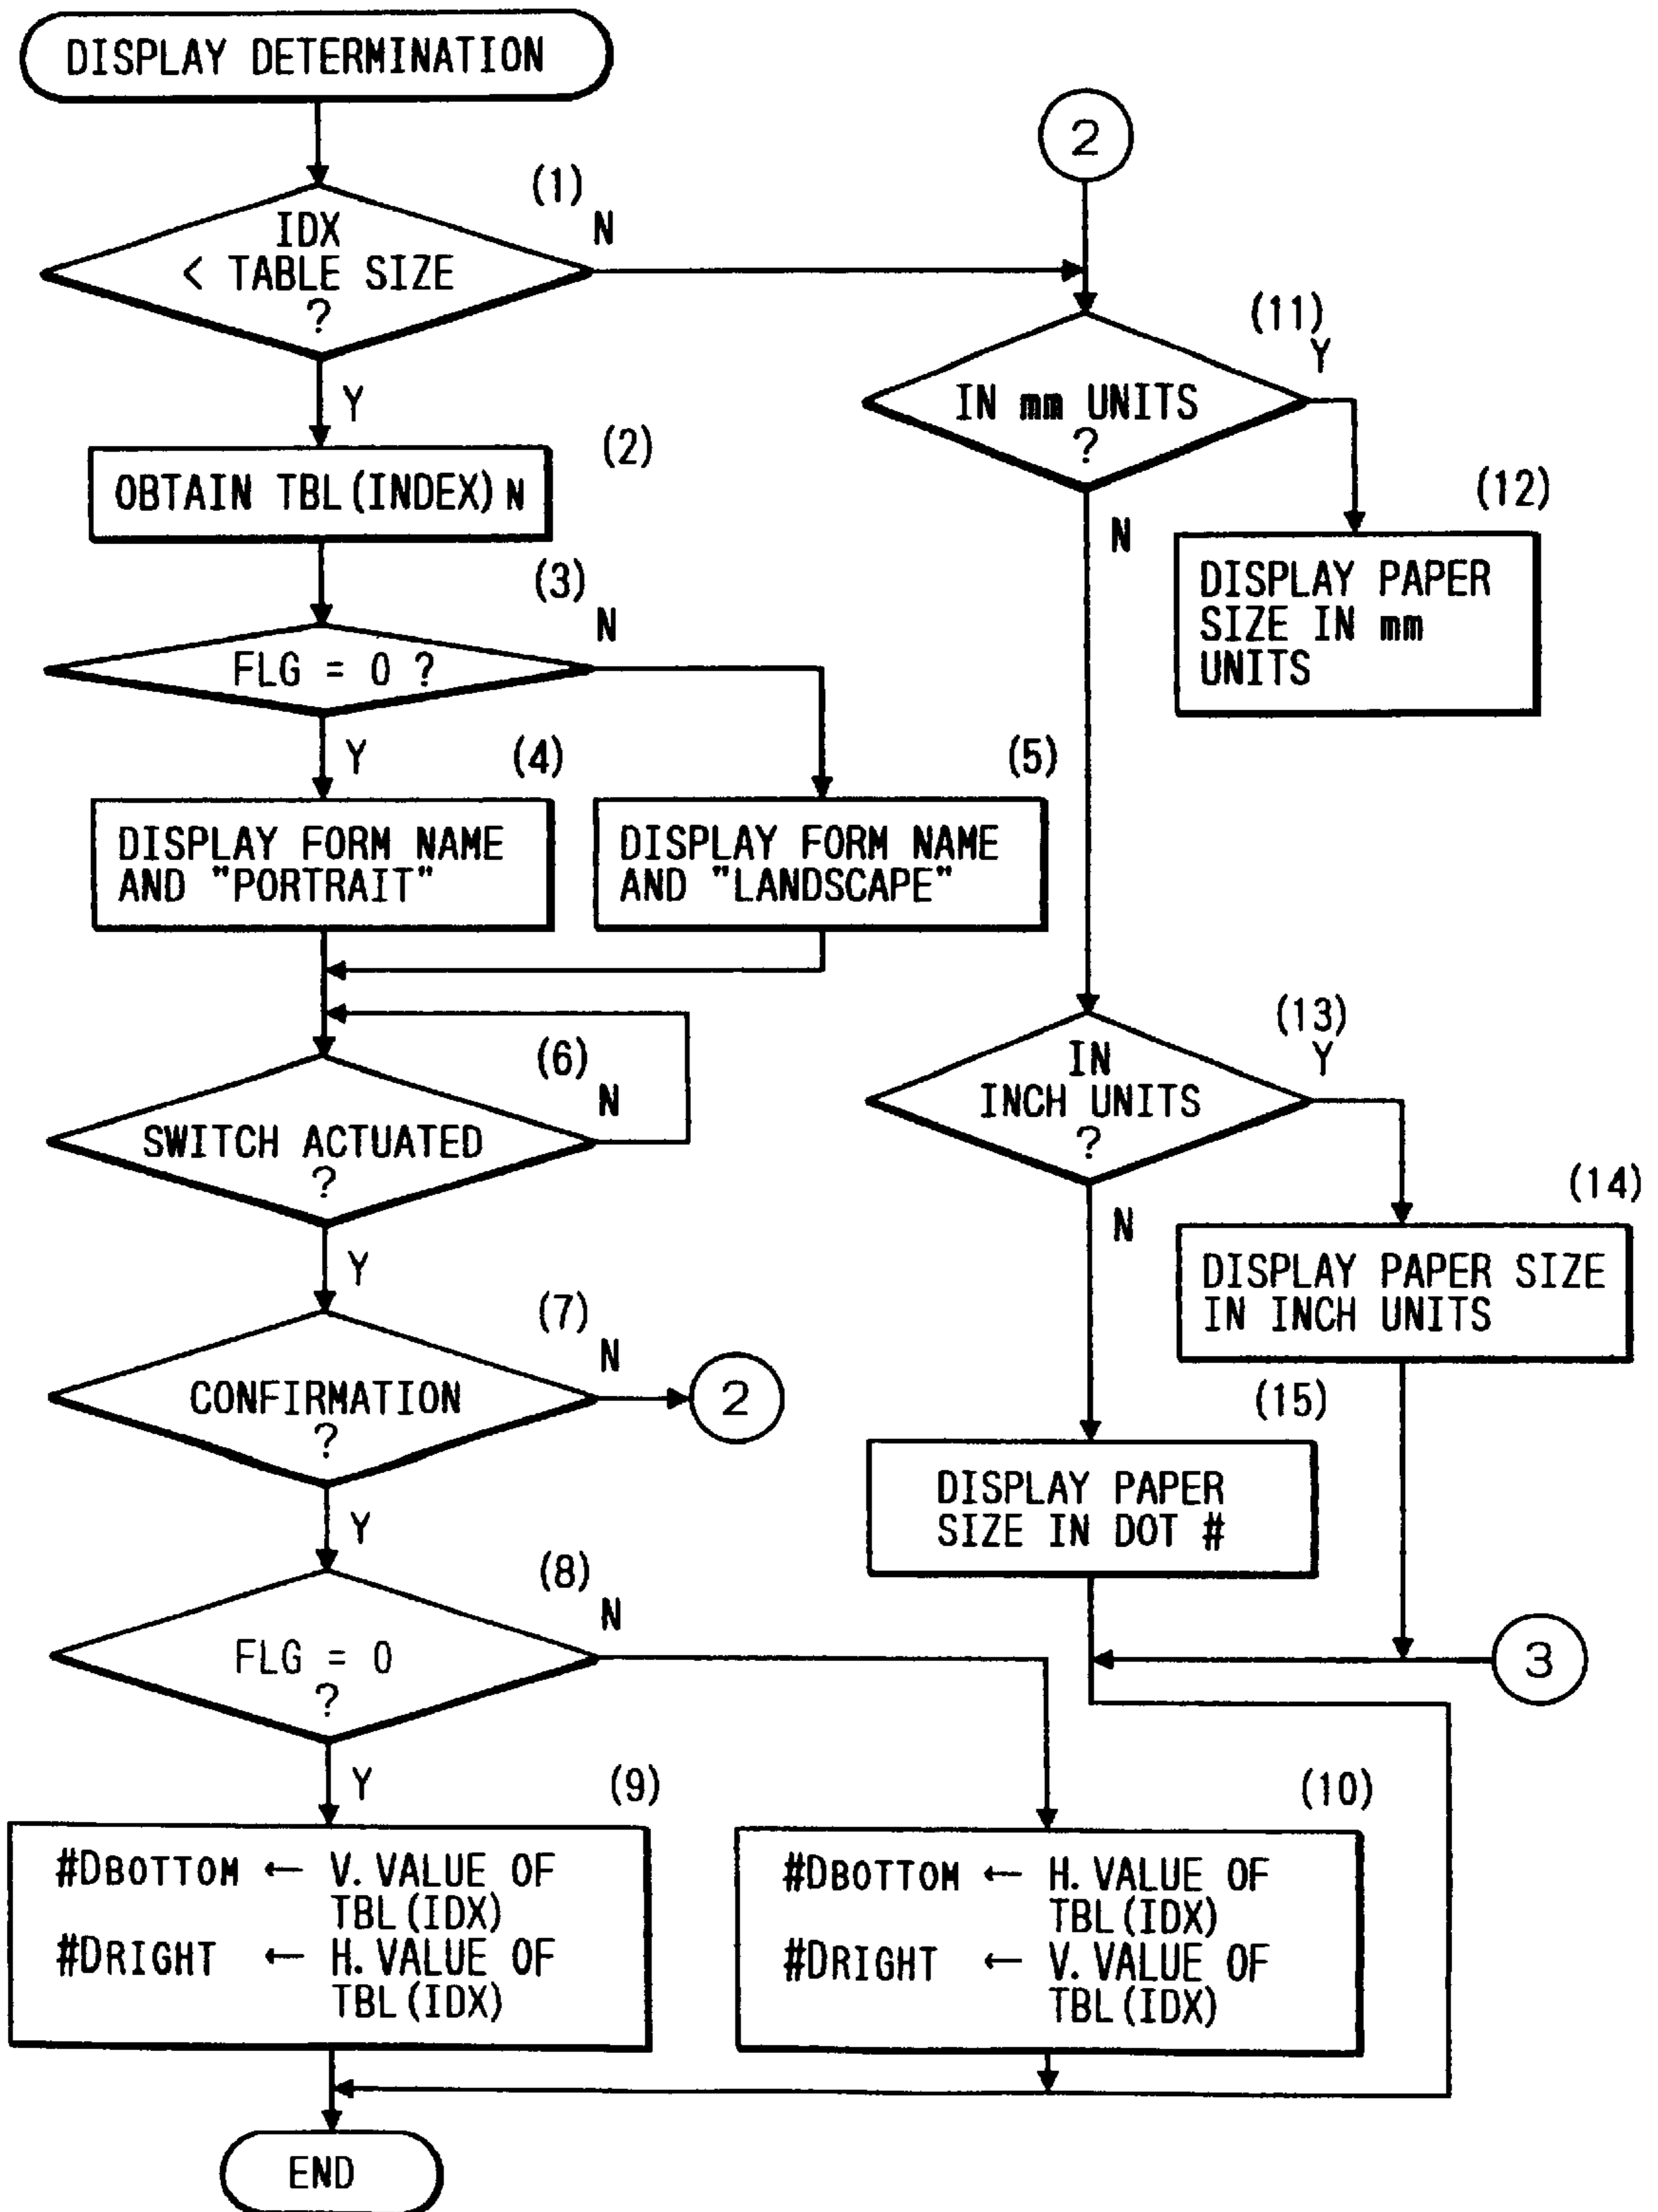 DISPLAY DETERMINATION
(1)
IDX
< TABLE SIZE
?
N
Y
(2)
OBTAIN TBL(INDEX)N
(3)
FLG = 0 ?
N
Y
(4)
DISPLAY FORM NAME
AND "PORTRAIT"
(5)
DISPLAY FORM NAME
AND "LANDSCAPE"
(6)
SWITCH ACTUATED
?
N
Y
(7)
CONFIRMATION
?
N
2
Y
(8)
FLG = 0
?
N
Y
(9)
#DBOTTOM ← V. VALUE OF
TBL(IDX)
#DRIGHT ← H. VALUE OF
TBL(IDX)
(10)
#DBOTTOM ← H. VALUE OF
TBL(IDX)
#DRIGHT ← V. VALUE OF
TBL(IDX)
END
2
(11)
IN mm UNITS
?
Y
N
(12)
DISPLAY PAPER
SIZE IN mm
UNITS
(13)
IN
INCH UNITS
?
Y
N
(14)
DISPLAY PAPER SIZE
IN INCH UNITS
(15)
DISPLAY PAPER
SIZE IN DOT #
3